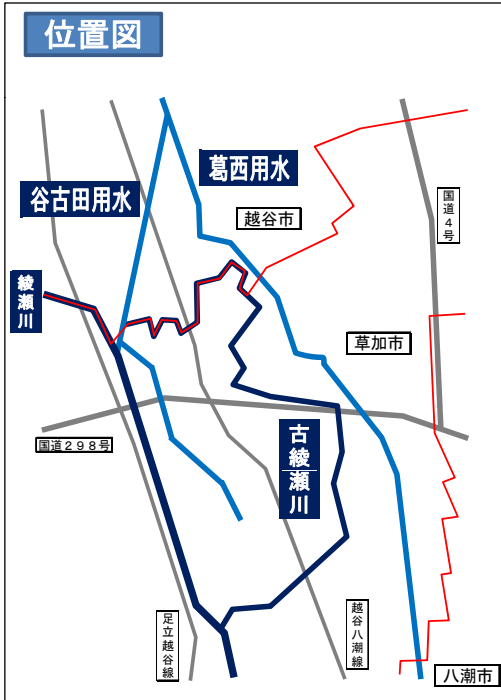 位置図
葛西用水
谷古田用水
越谷市
国道4号
綾瀬川
草加市
国道298号
古綾瀬川
足立越谷線
越谷八潮線
八潮市